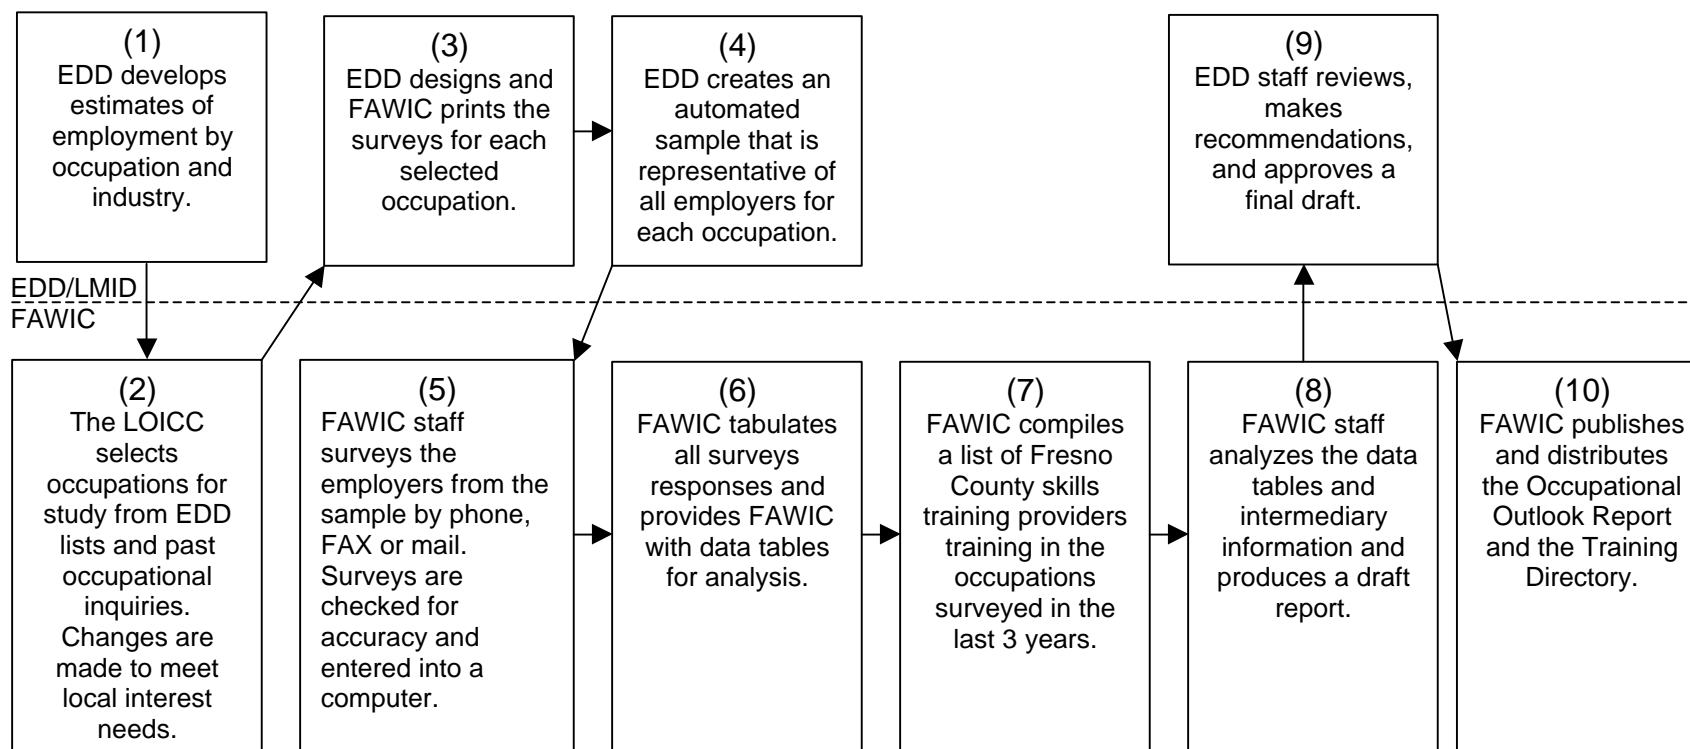 (1)
EDD develops
estimates of
employment by
occupation and
industry.
(3)
EDD designs and
FAWIC prints the
surveys for each
selected
occupation.
(4)
EDD creates an
automated
sample that is
representative of
all employers for
each occupation.
(9)
EDD staff reviews,
makes
recommendations,
and approves a
final draft.
EDD/LMID
FAWIC
(2)
The LOICC
selects
occupations for
study from EDD
lists and past
occupational
inquiries.
Changes are
made to meet
local interest
needs.
(5)
FAWIC staff
surveys the
employers from the
sample by phone,
FAX or mail.
Surveys are
checked for
accuracy and
entered into a
computer.
(6)
FAWIC tabulates
all surveys
responses and
provides FAWIC
with data tables
for analysis.
(7)
FAWIC compiles
a list of Fresno
County skills
training providers
training in the
occupations
surveyed in the
last 3 years.
(8)
FAWIC staff
analyzes the data
tables and
intermediary
information and
produces a draft
report.
(10)
FAWIC publishes
and distributes
the Occupational
Outlook Report
and the Training
Directory.